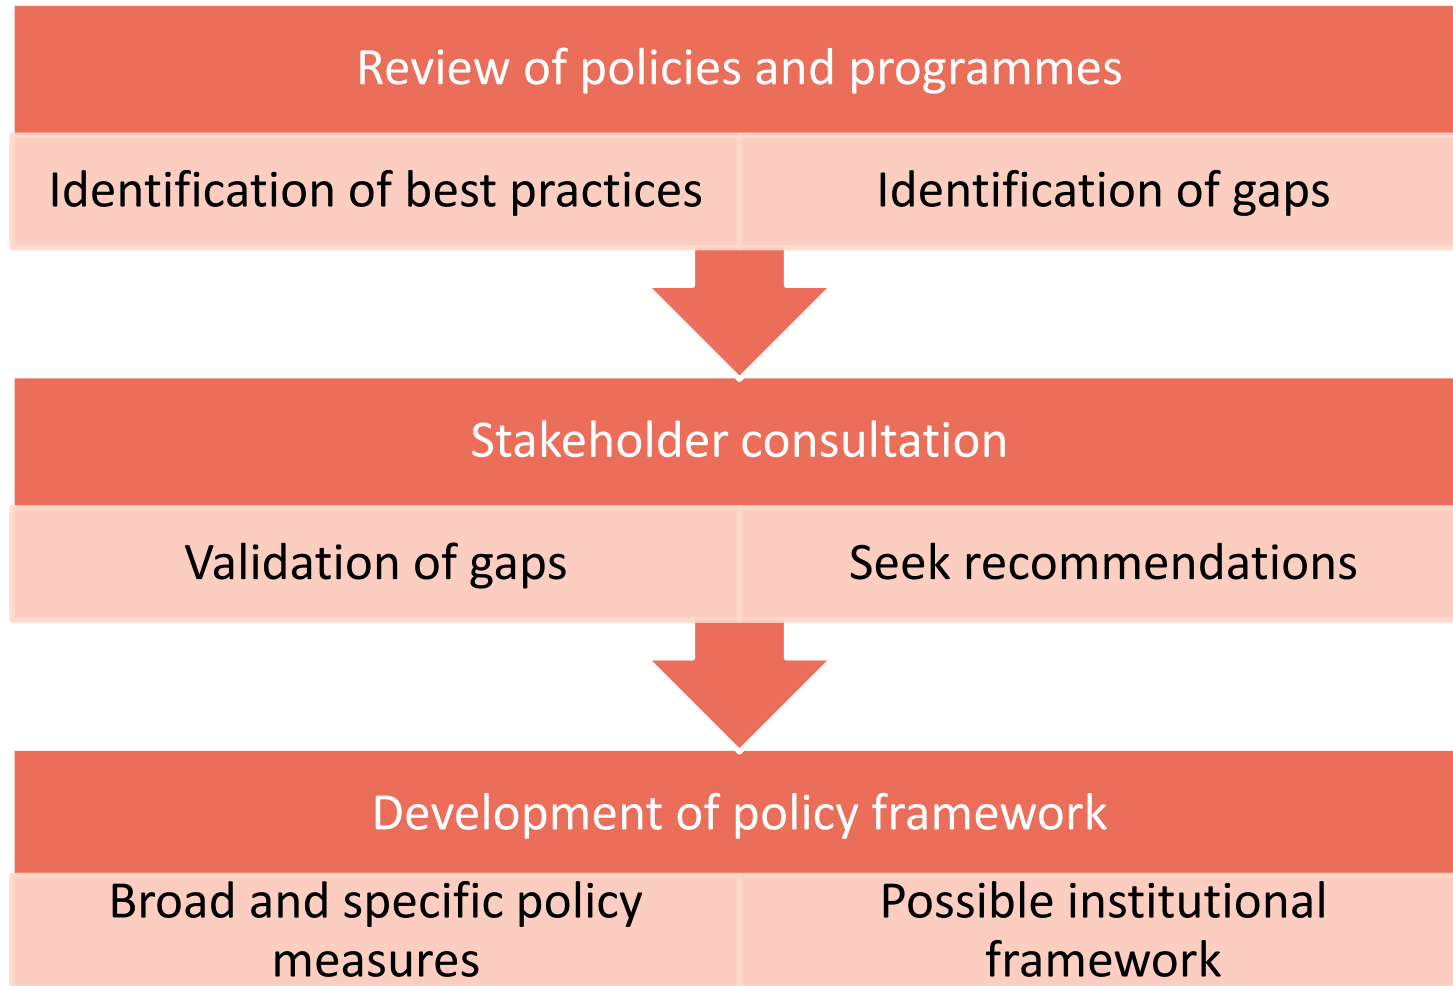 Review of policies and programmes
Identification of best practices
Identification of gaps
Stakeholder consultation
Validation of gaps
Seek recommendations
Development of policy framework
Broad and specific policy
measures
Possible institutional
framework